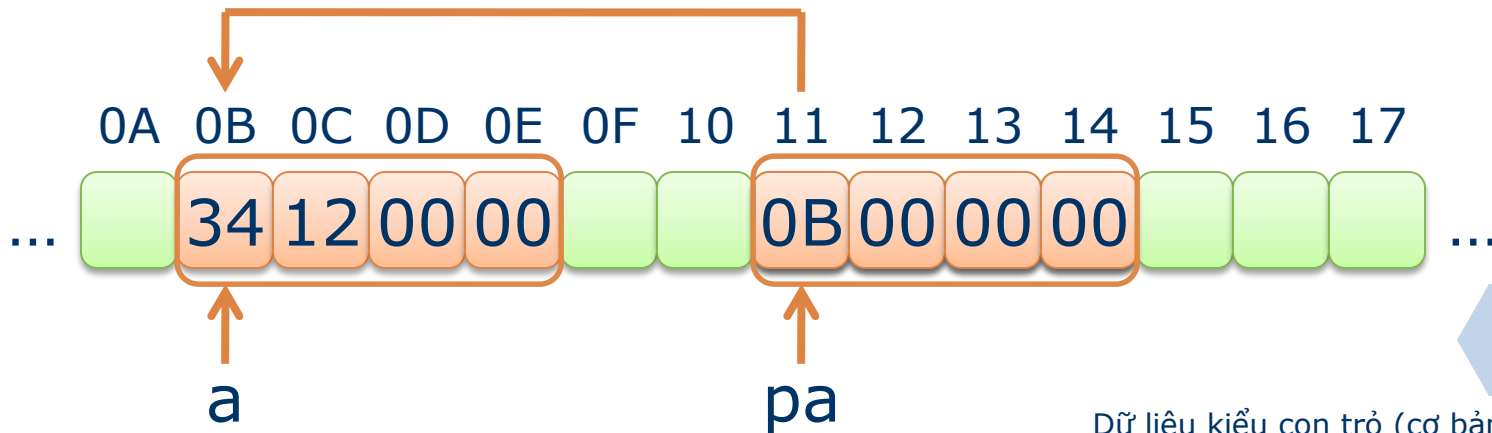 0A 0B 0C 0D 0E 0F 10 11 12 13 14 15 16 17
... 34 12 00 00 0B 00 00 00 ...
a pa
Dữ liệu kiểu con trỏ (cơ bản